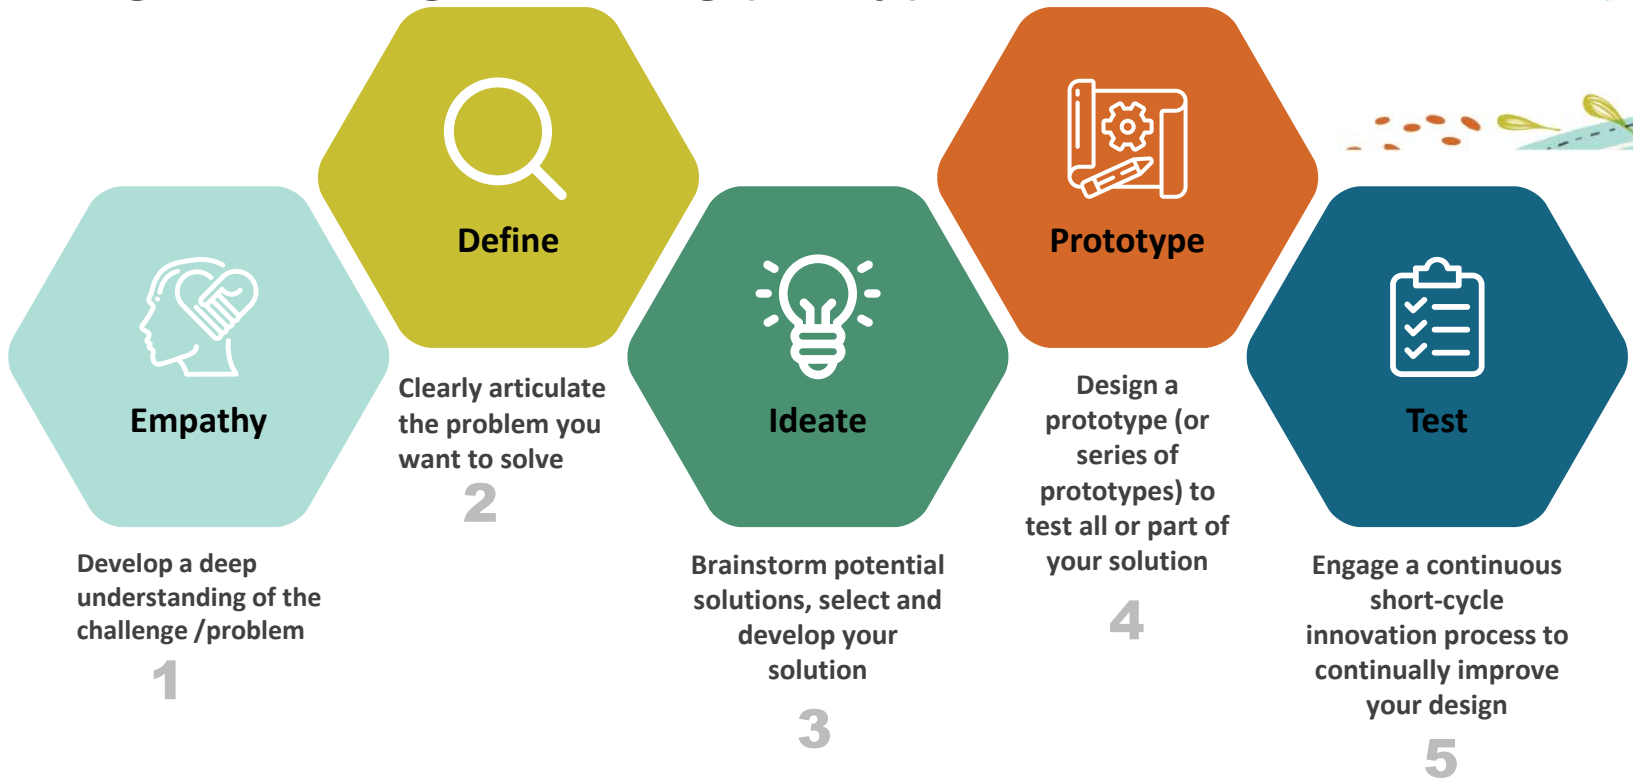 Empathy
Develop a deep
understanding of the
challenge /problem
1
Define
Clearly articulate
the problem you
want to solve
2
Ideate
Brainstorm potential
solutions, select and
develop your
solution
3
Prototype
Design a
prototype (or
series of
prototypes) to
test all or part of
your solution
4
Test
Engage a continuous
short-cycle
innovation process to
continually improve
your design
5